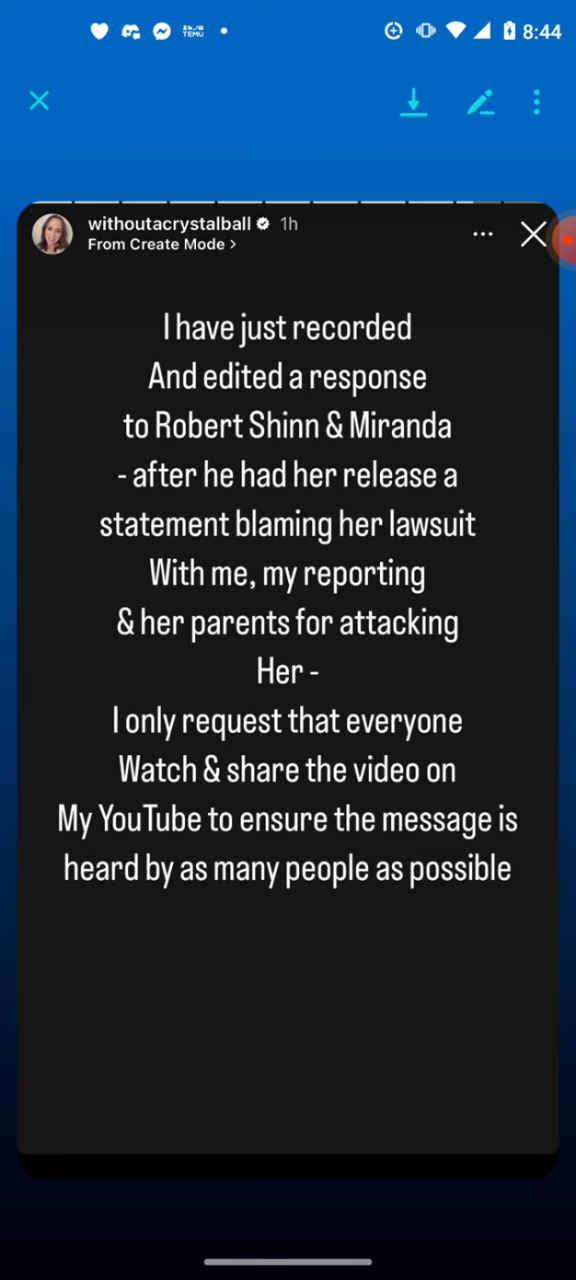 TEMU
8:44
withoutacrystalball 1h
From Create Mode >
I have just recorded
And edited a response
to Robert Shinn & Miranda
- after he had her release a
statement blaming her lawsuit
With me, my reporting
& her parents for attacking
Her -
I only request that everyone
Watch & share the video on
My YouTube to ensure the message is
heard by as many people as possible